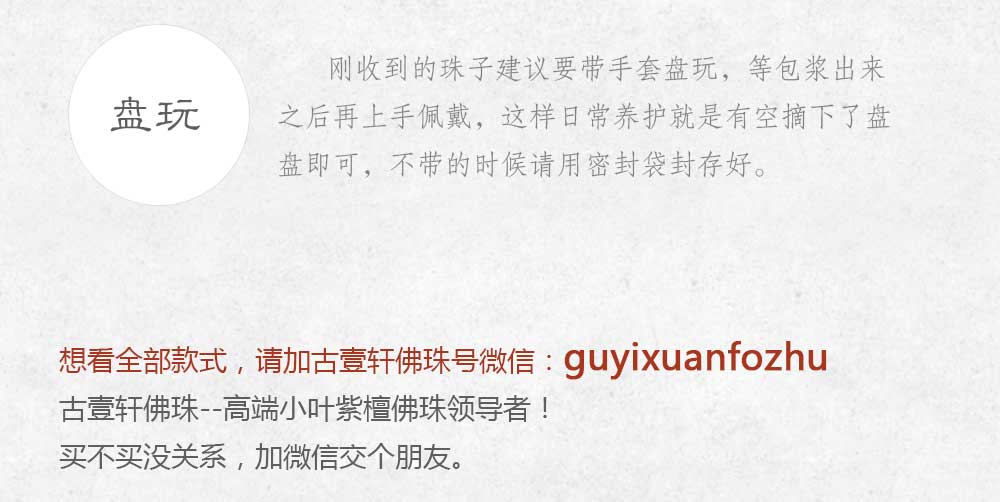 盘玩
刚收到的珠子建议要带手套盘玩，等包浆出来
之后再上手佩戴，这样日常养护就是有空摘下了盘
盘即可，不带的时候请用密封袋封存好。
想看全部款式，请加古壹轩佛珠号微信：guyixuanfozhu
古壹轩佛珠--高端小叶紫檀佛珠领导者！
买不买没关系，加微信交个朋友。